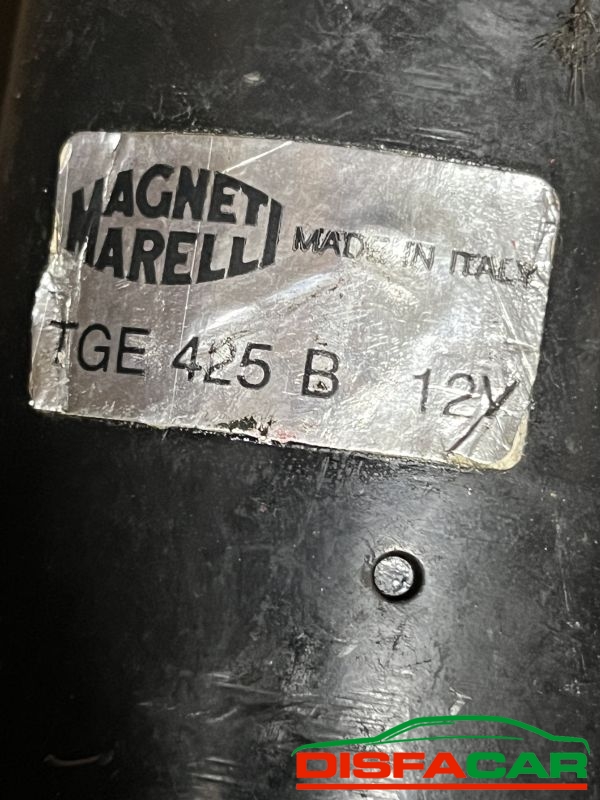 MAGNETI
MARELLI
MADE IN ITALY
TGE 425 B 12V
DISFACAR